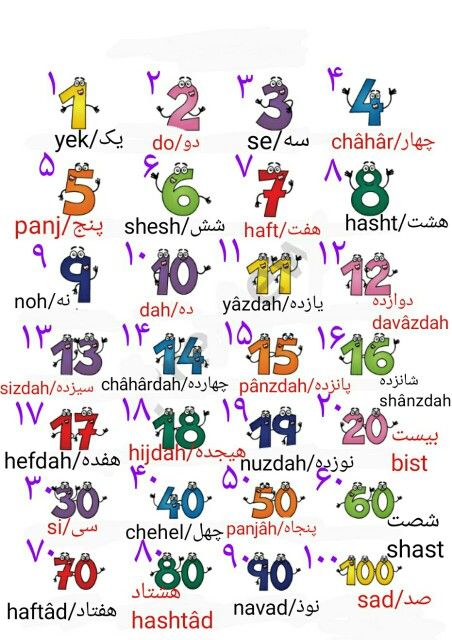 ۱ ۲ ۳ ۴
1 2 3 4
yek/یک do/دو se/سه châhâr/چهار
۵ ۶ ۷ ۸
5 6 7 8
panj/پنج shesh/شش haft/هفت hasht/هشت
۹ ۱۰ ۱۱ ۱۲
9 10 11 12
noh/نه dah/ده yâzdah/یازده دوازده
davâzdah
۱۳ ۱۴ ۱۵ ۱۶
13 14 15 16
sizdah/سیزده châhârdah/چهارده pânzdah/پانزده شانزده
shânzdah
۱۷ ۱۸ ۱۹ ۲۰
17 18 19 20
hefdah/هفده hijdah/هیجده nuzdah/نوزده بیست
bist
۳۰ ۴۰ ۵۰ ۶۰
30 40 50 60
si/سی chehel/چهل panjâh/پنجاه شصت
shast
۷۰ ۸۰ ۹۰ ۱۰۰
70 80 90 100
haftâd/هفتاد هشتاد navad/نوذ sad/صد
hashtâd